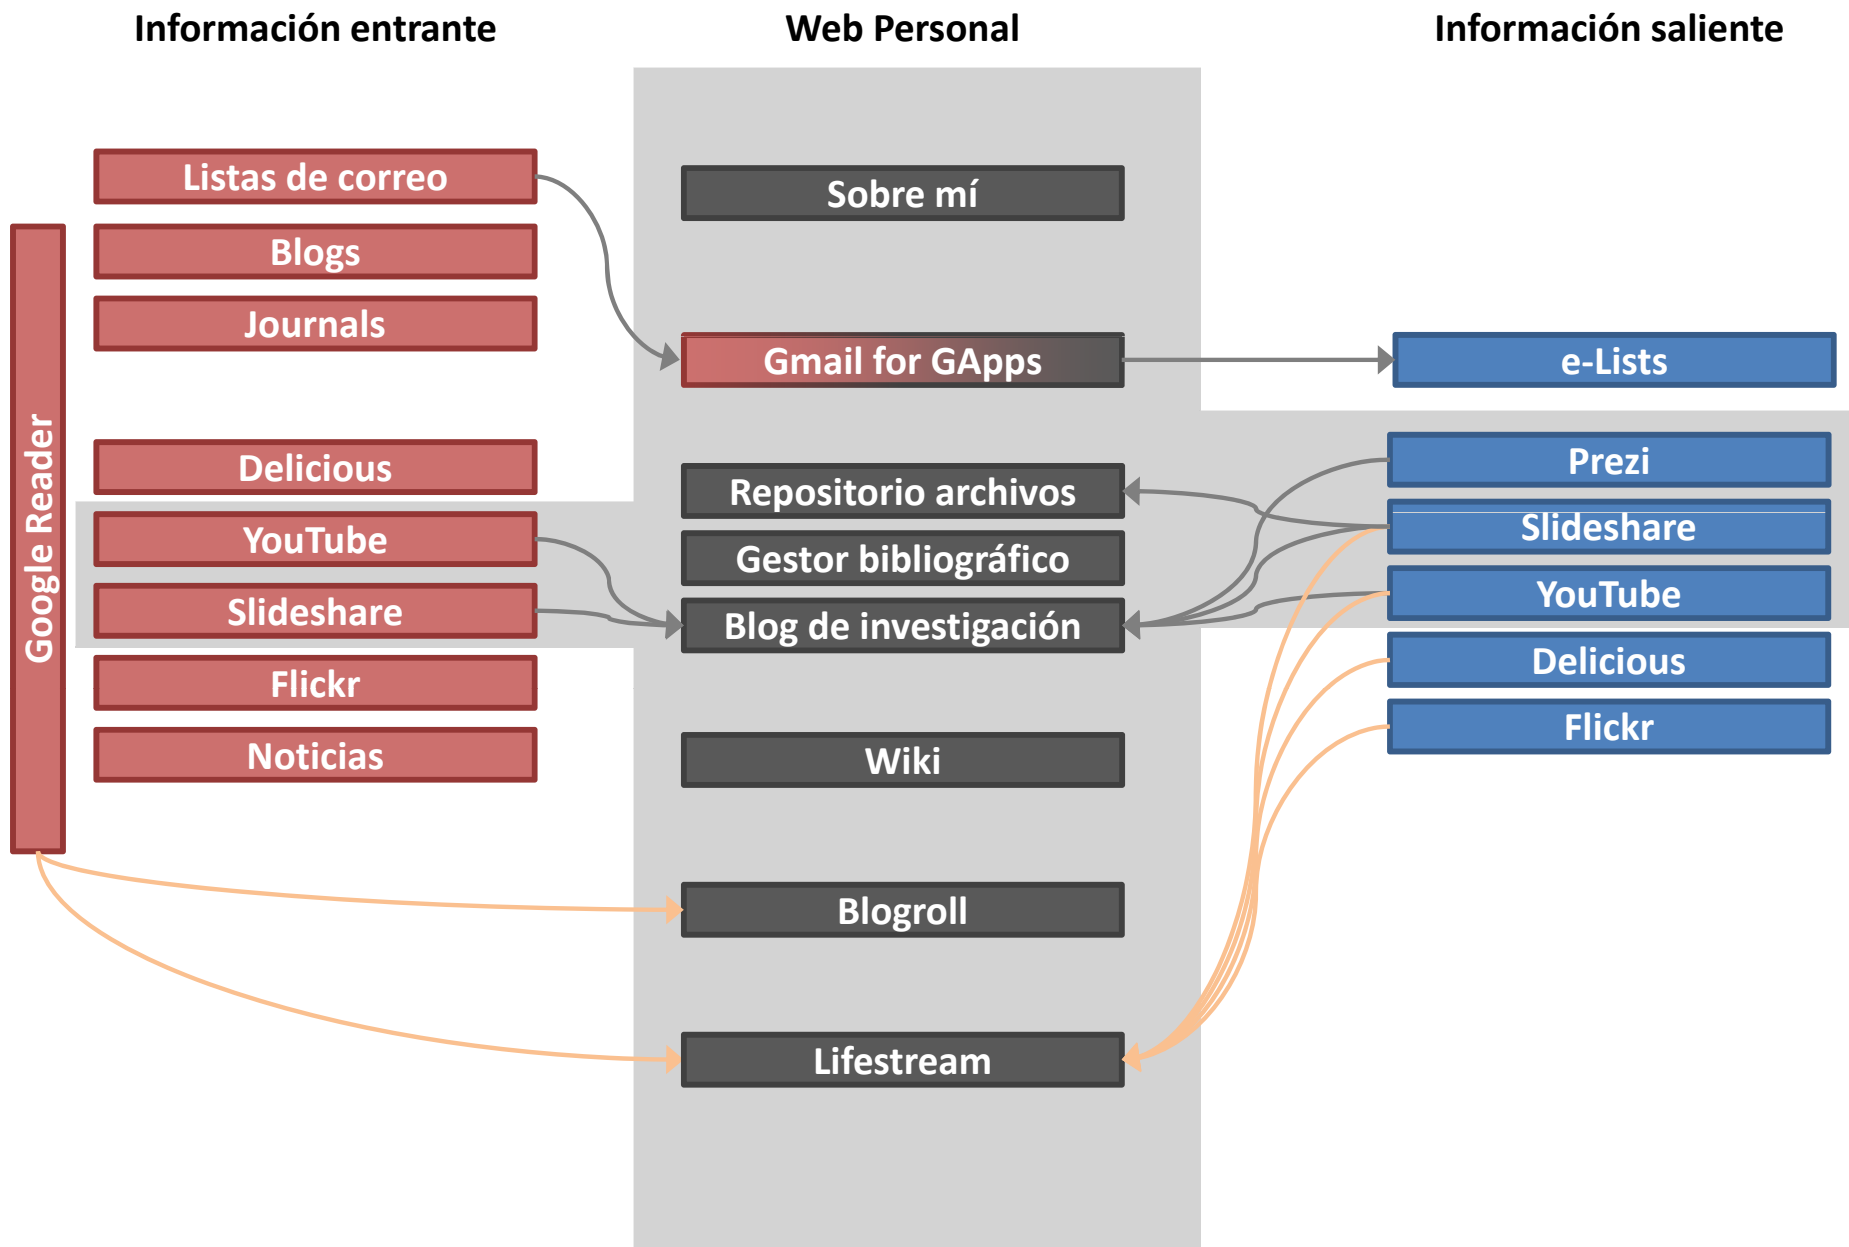 Información entrante
Web Personal
Información saliente
Google Reader
Listas de correo
Blogs
Journals
Delicious
YouTube
Slideshare
Flickr
Noticias
Sobre mí
Gmail for GApps
Repositorio archivos
Gestor bibliográfico
Blog de investigación
Wiki
Blogroll
Lifestream
e-Lists
Prezi
Slideshare
YouTube
Delicious
Flickr